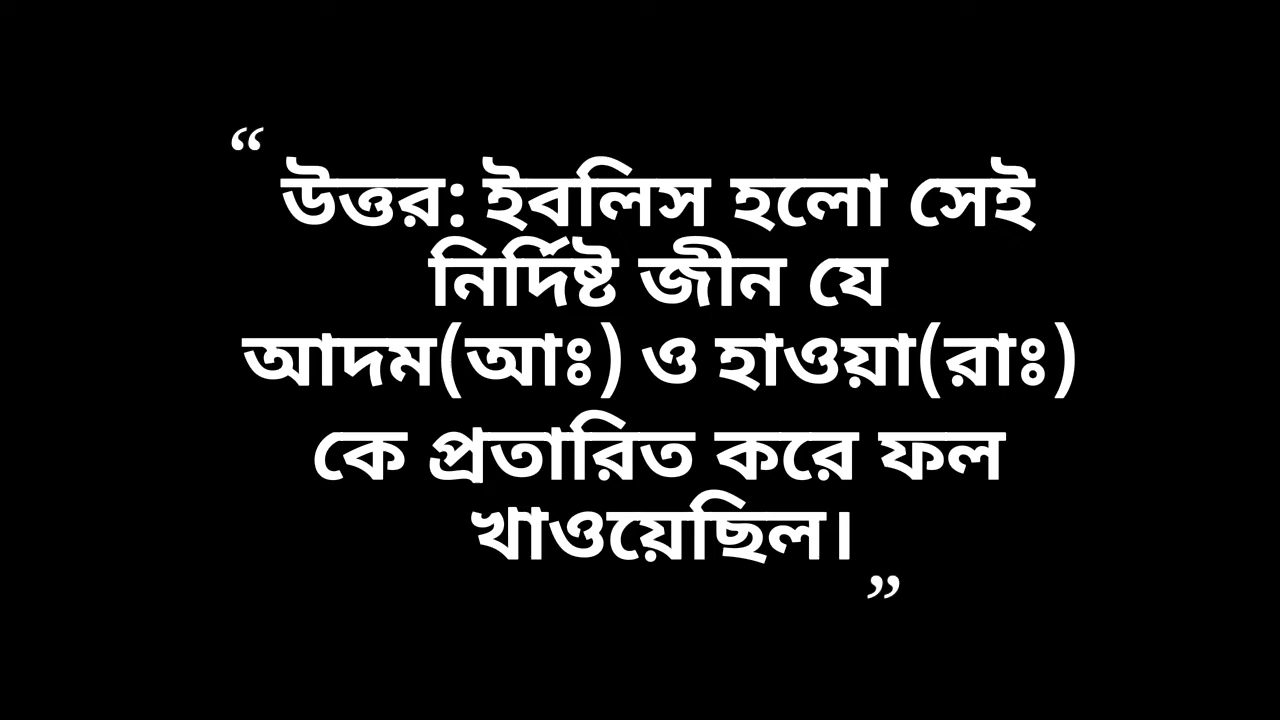 “
উত্তর: ইবলিস হলো সেই
নির্দিষ্ট জীন যে
আদম(আঃ) ও হাওয়া(রাঃ)
কে প্রতারিত করে ফল
খাওয়েছিল।
”